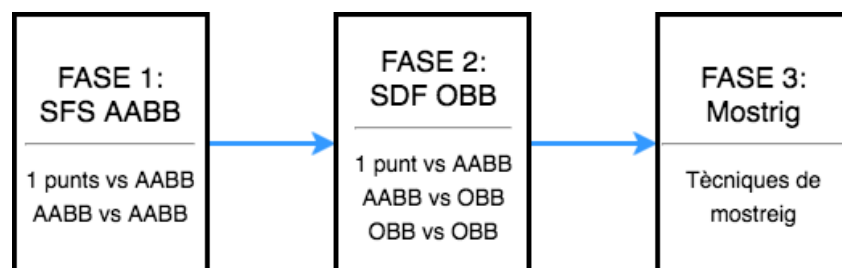 FASE 1:
SFS AABB
1 punts vs AABB
AABB vs AABB
FASE 2:
SDF OBB
1 punt vs AABB
AABB vs OBB
OBB vs OBB
FASE 3:
Mostrig
Tècniques de
mostreig